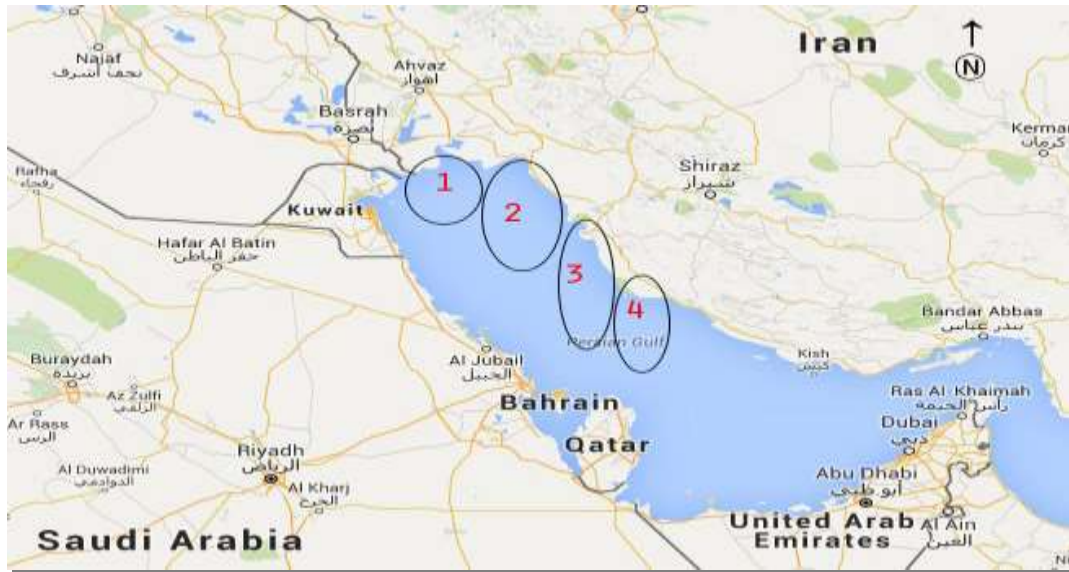 Iran
N
Najaf
نجف أشرف
Ahvaz
اهواز
Basrah
بصرة
Kerman
كرمان
Shiraz
شیراز
Rafha
رفحاء
1
2
Kuwait
Hafar Al Batin
حفر الباطن
3
4
Persian Gulf
Bandar Abbas
بندر عباس
Kish
کیش
Buraydah
بريدة
Al Jubail
الجبيل
Az Zulfi
الزلفي
Bahrain
Ras Al-Khaimah
رأس الخيمة
Ar Rass
الرس
Dubai
دبي
Qatar
Riyadh
الرياض
Al Duwadimi
الدوادمي
Al Kharj
الخرج
Abu Dhabi
أبو ظبي
Saudi Arabia
United Arab
Emirates
Al Ain
العين
Ni